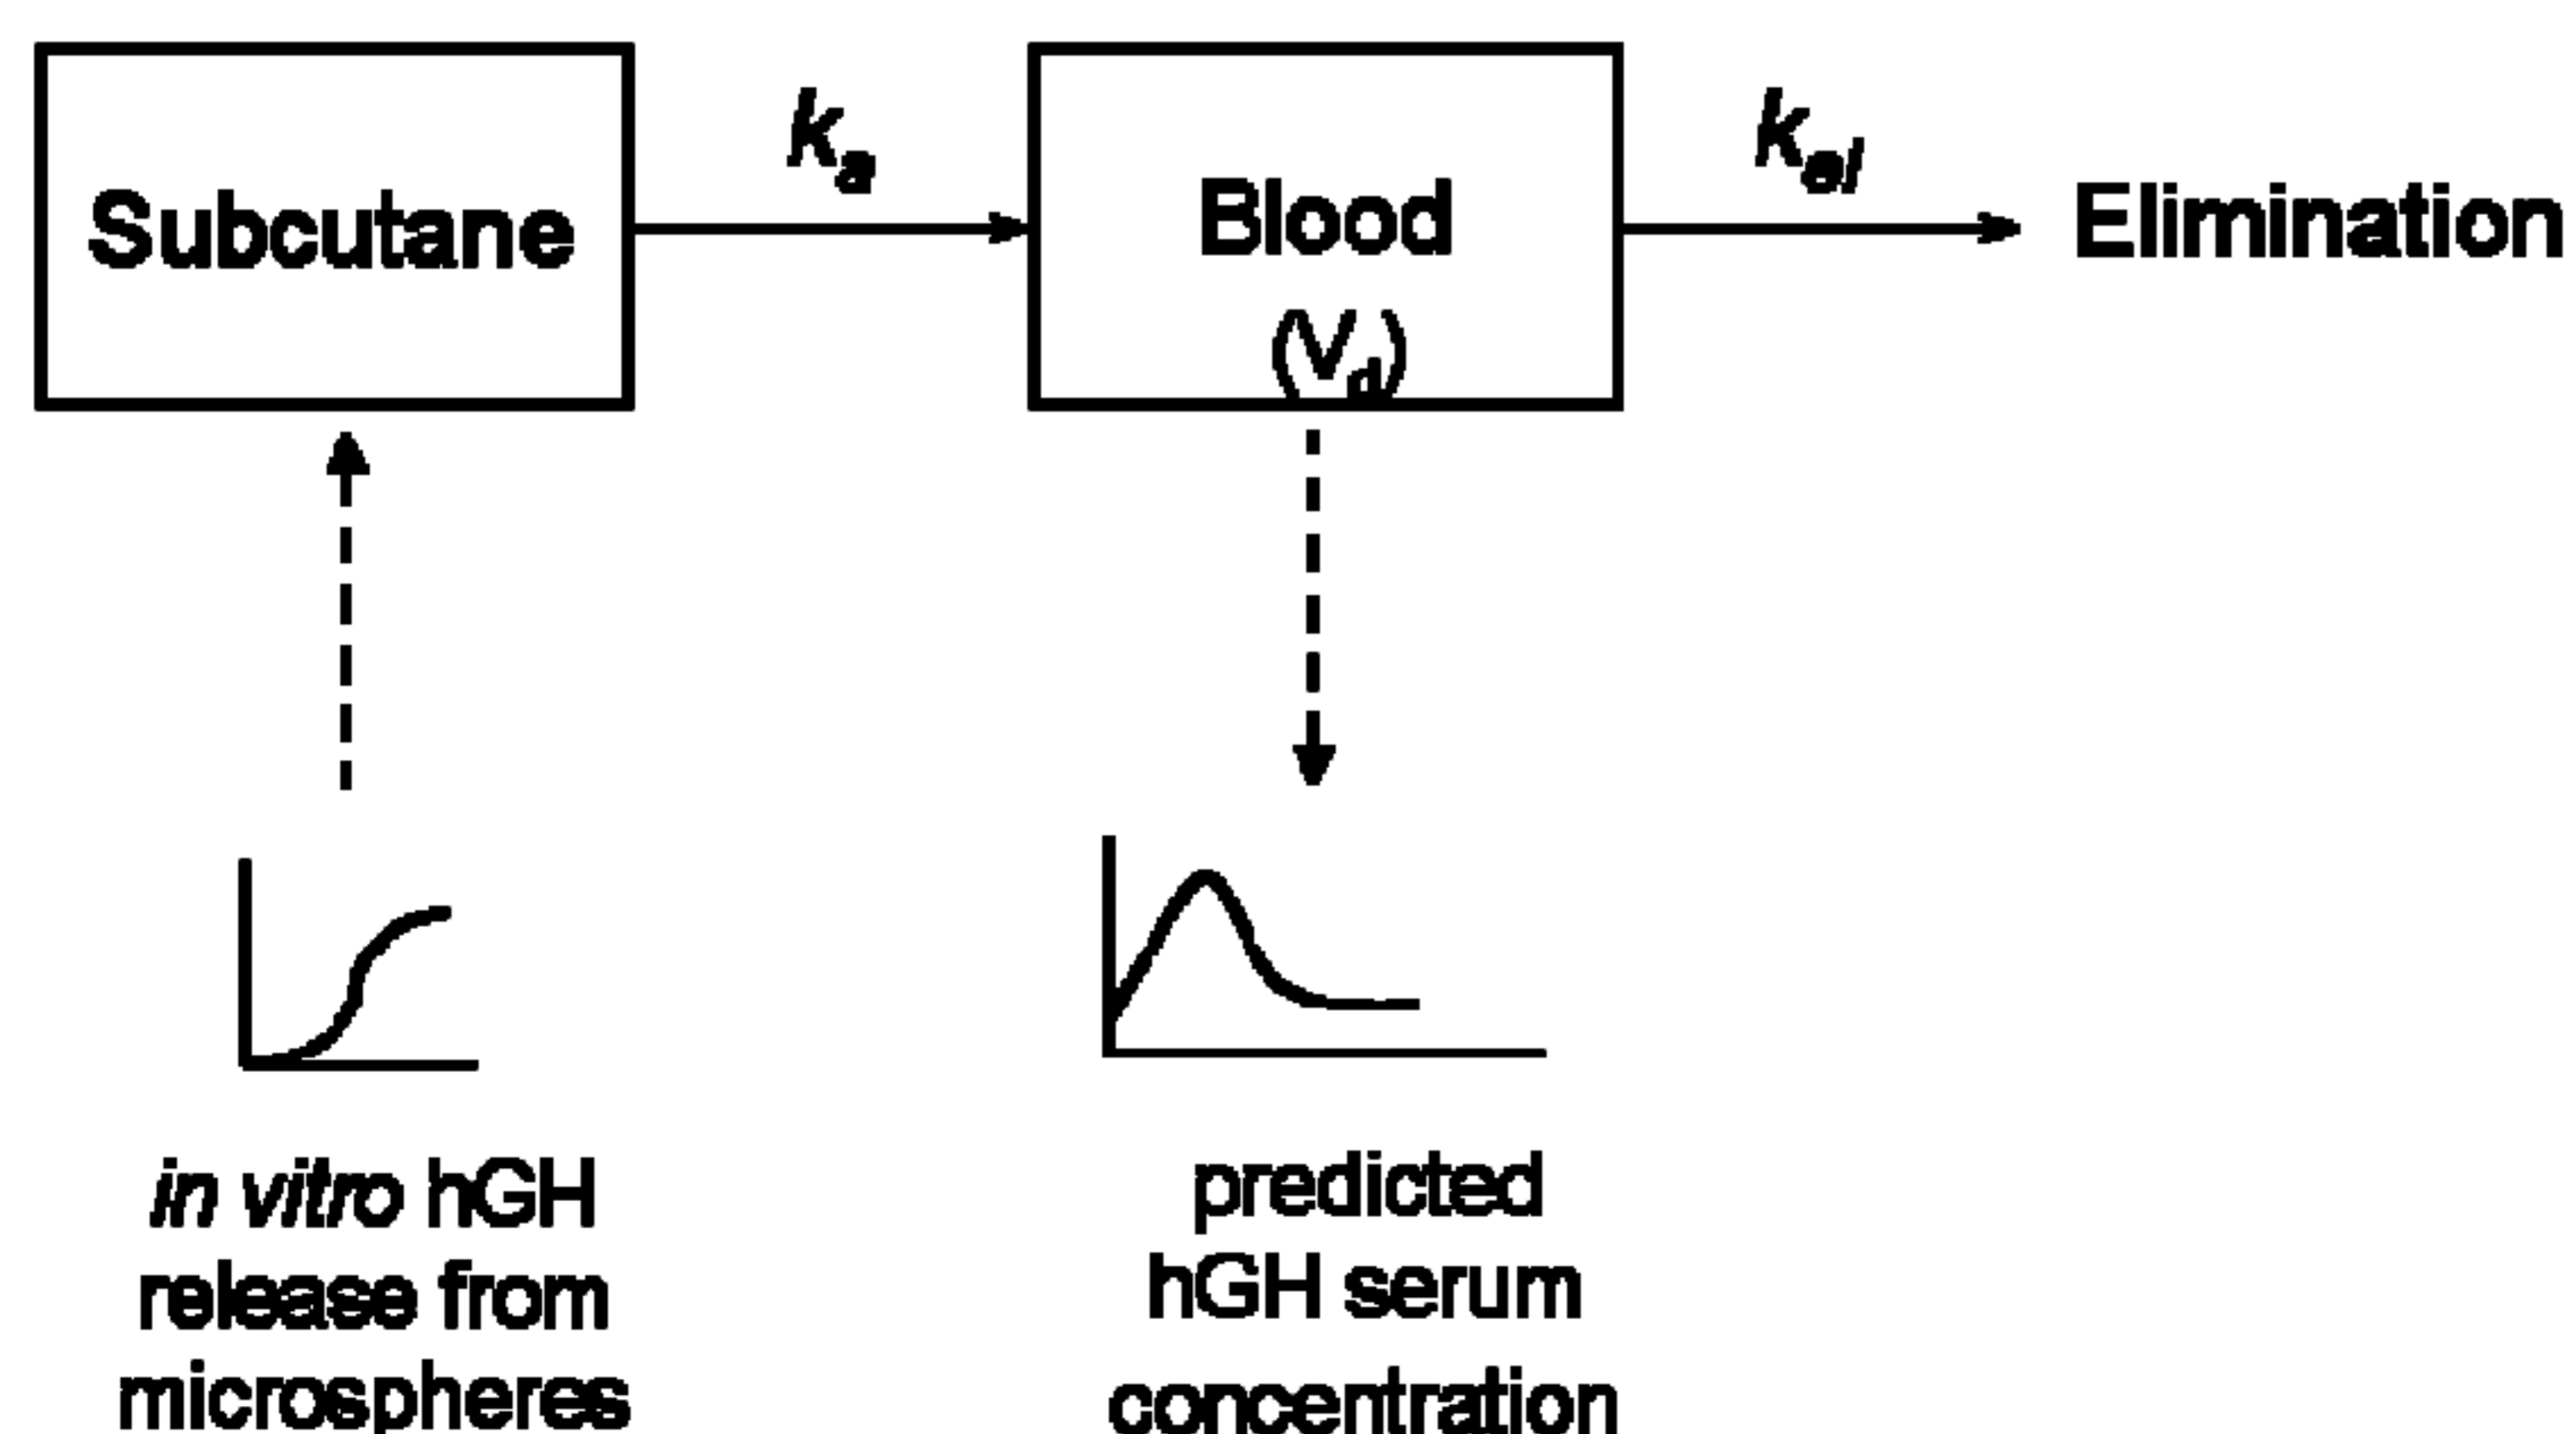 Subcutane
k_a
Blood
(V_d)
k_el
Elimination
in vitro hGH
release from
microspheres
predicted
hGH serum
concentration